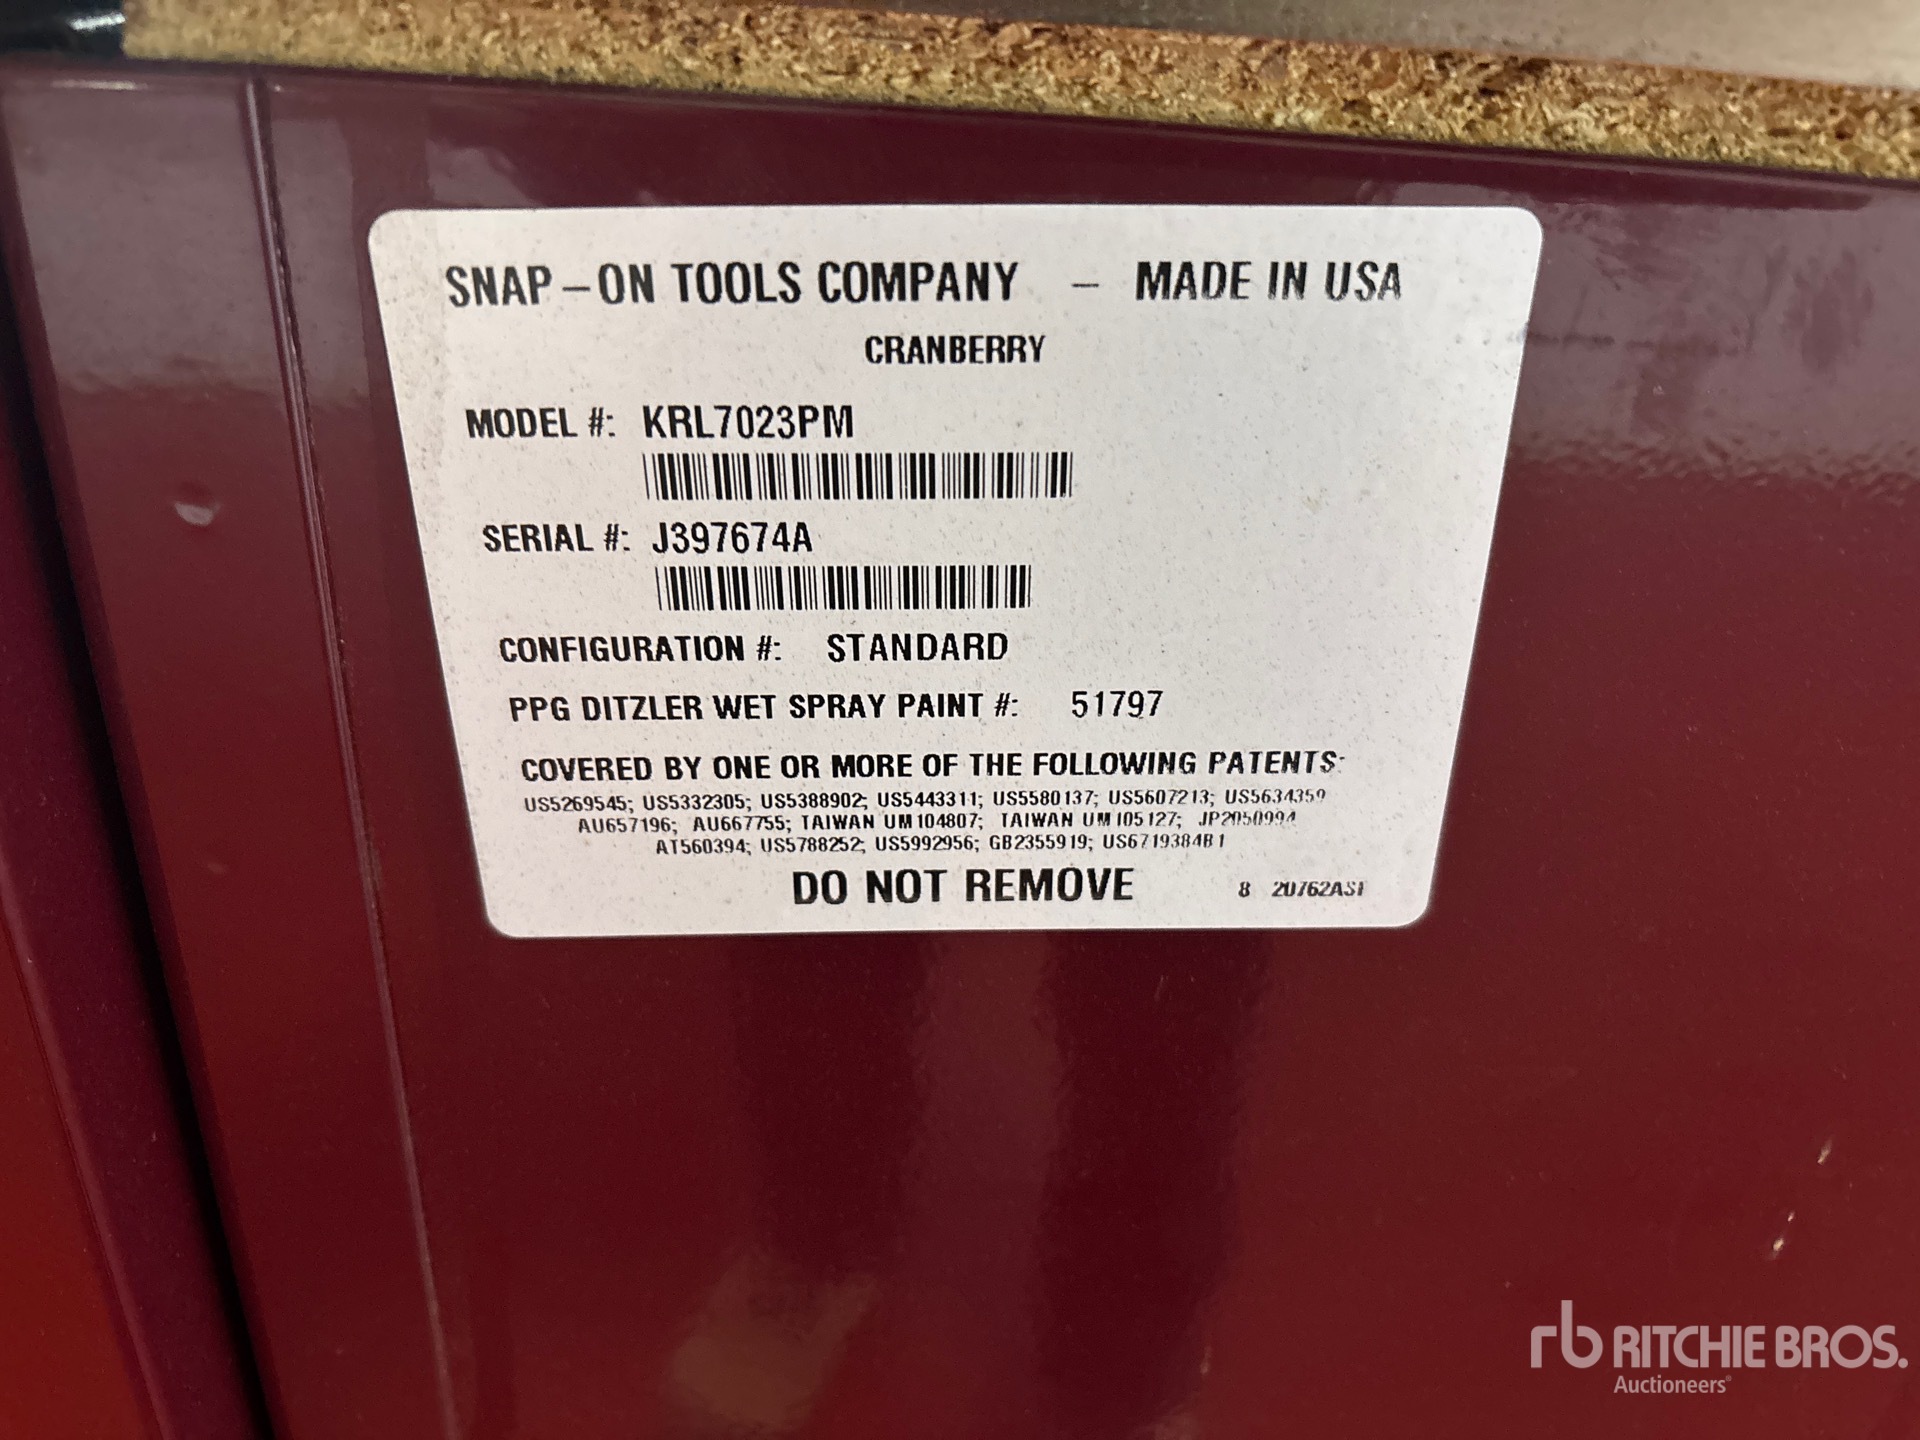 SNAP-ON TOOLS COMPANY - MADE IN USA
CRANBERRY
MODEL #: KRL7023PM
SERIAL #: J397674A
CONFIGURATION #: STANDARD
PPG DITZLER WET SPRAY PAINT #: 51797
COVERED BY ONE OR MORE OF THE FOLLOWING PATENTS:
US5269545; US5332305; US5388902; US5443311; US5580137; US5607213; US5634359
AU657196; AU667755; TAIWAN UM104807; TAIWAN UM105127; JP2050994
AT560394; US5788252; US5992956; GB2355919; US6719384B1
DO NOT REMOVE 8
rb RITCHIE BROS.
Auctioneers